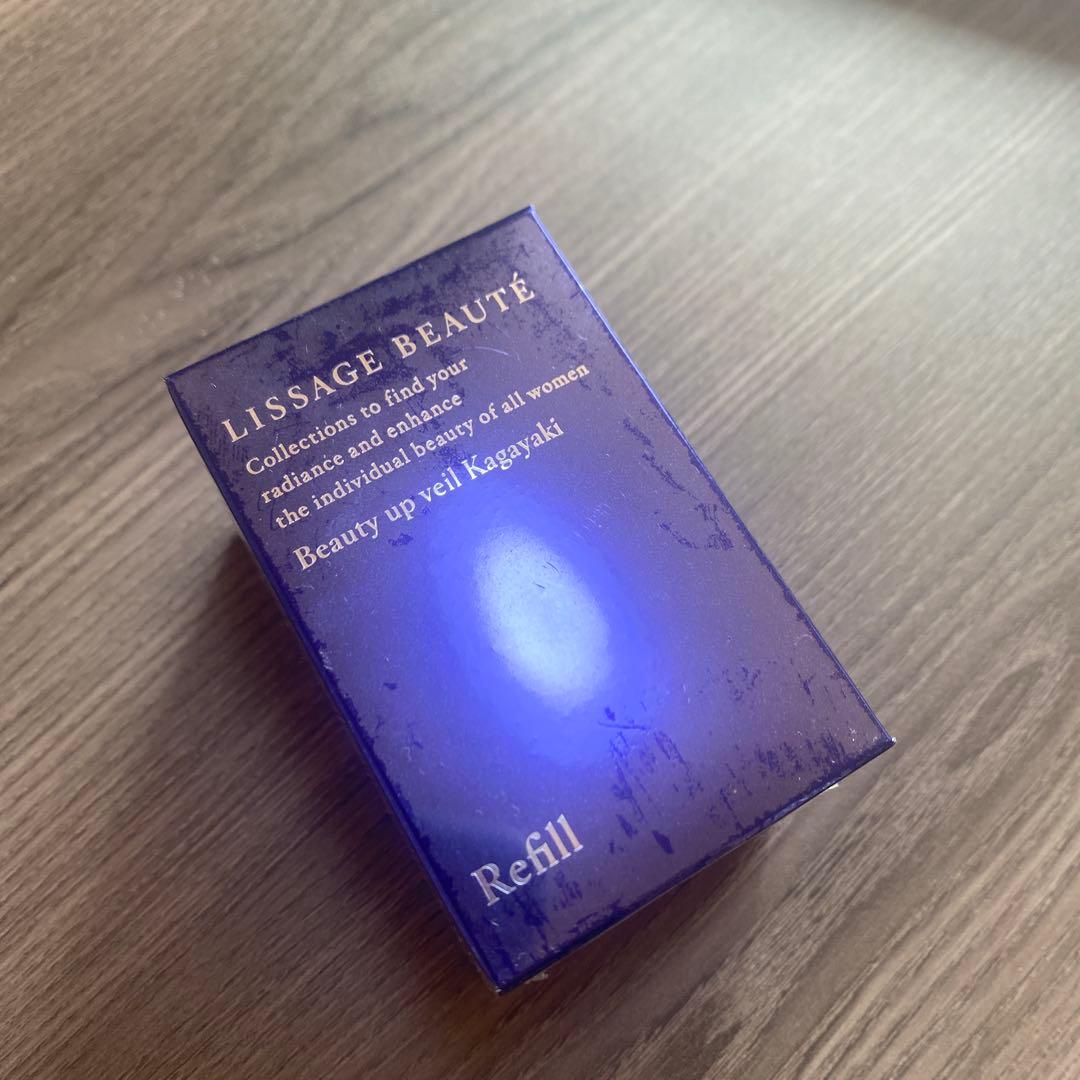 LISSAGE BEAUTÉ
Collections to find your
radiance and enhance
the individual beauty of all women
Beauty up veil Kagayaki
Refill